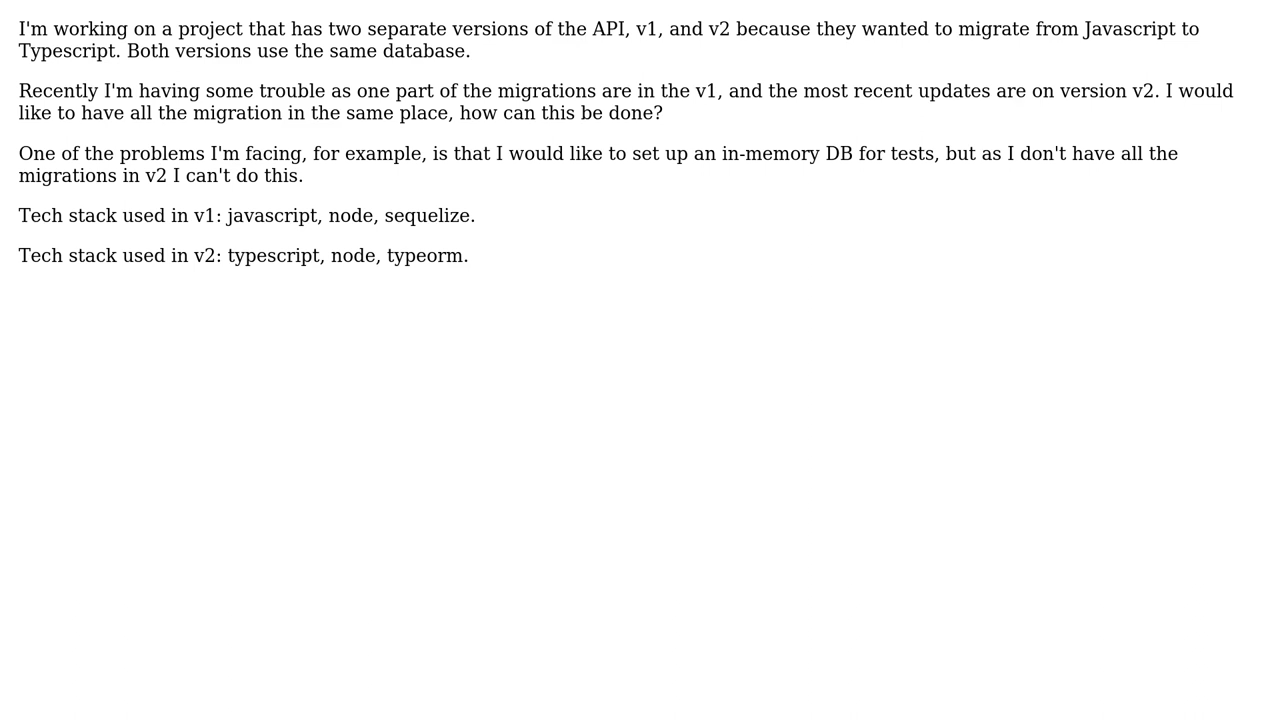 I'm working on a project that has two separate versions of the API, v1, and v2 because they wanted to migrate from Javascript to
Typescript. Both versions use the same database.
Recently I'm having some trouble as one part of the migrations are in the v1, and the most recent updates are on version v2. I would
like to have all the migration in the same place, how can this be done?
One of the problems I'm facing, for example, is that I would like to set up an in-memory DB for tests, but as I don't have all the
migrations in v2 I can't do this.
Tech stack used in v1: javascript, node, sequelize.
Tech stack used in v2: typescript, node, typeorm.